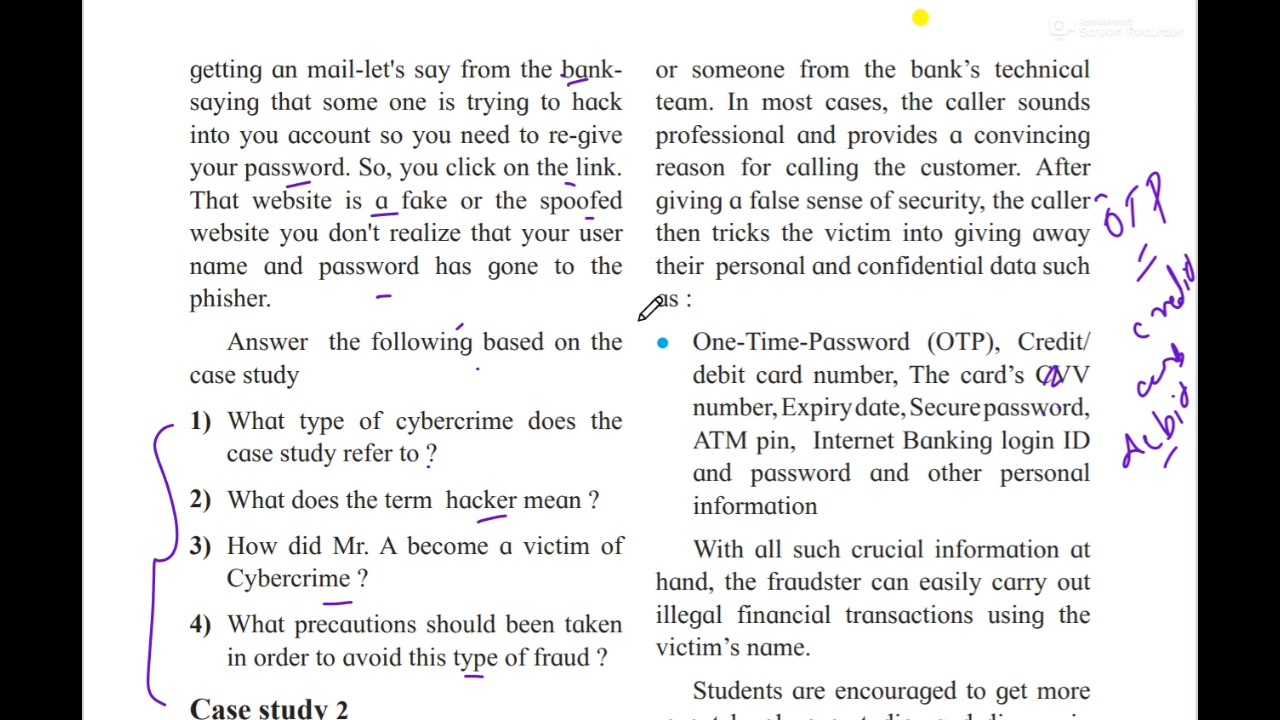 getting an mail-let's say from the bank-
saying that some one is trying to hack
into you account so you need to re-give
your password. So, you click on the link.
That website is a fake or the spoofed
website you don't realize that your user
name and password has gone to the
phisher.
Answer the following based on the
case study
1) What type of cybercrime does the
case study refer to ?
2) What does the term hacker mean ?
3) How did Mr. A become a victim of
Cybercrime ?
4) What precautions should been taken
in order to avoid this type of fraud ?
Case study 2
or someone from the bank's technical
team. In most cases, the caller sounds
professional and provides a convincing
reason for calling the customer. After
giving a false sense of security, the caller
then tricks the victim into giving away
their personal and confidential data such
as :
One-Time-Password (OTP), Credit/
debit card number, The card's CVV
number, Expiry date, Secure password,
ATM pin, Internet Banking login ID
and password and other personal
information
With all such crucial information at
hand, the fraudster can easily carry out
illegal financial transactions using the
victim's name.
Students are encouraged to get more
OTP
credit
card
Screen Recorder